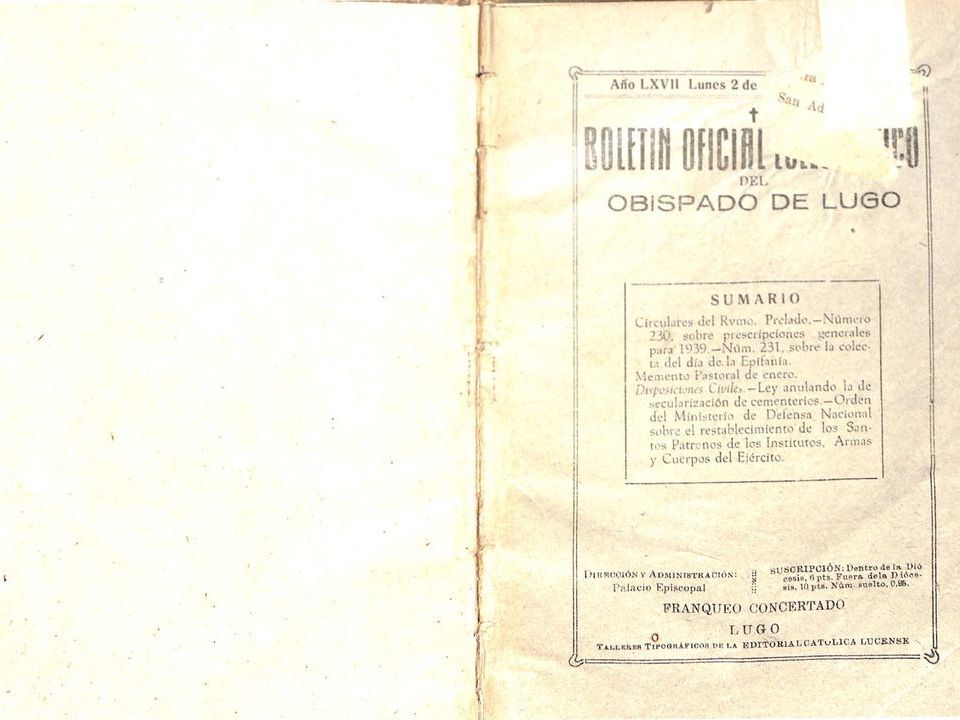 Año LXVII Lunes 2 de
San Ad
BOLETIN OFICIAL
DEL
OBISPADO DE LUGO
SUMARIO
Circulares del Rvmo. Prelado.—Número
230, sobre prescripciones generales
para 1939.—Núm. 231, sobre la colec-
ta del día de la Epifanía.
Memento Pastoral de enero.
Disposiciones Civiles.—Ley anulando la de
secularización de cementerios.—Orden
del Ministerio de Defensa Nacional
sobre el restablecimiento de los San-
tos Patronos de los Institutos, Armas
y Cuerpos del Ejército.
DIRECCIÓN Y ADMINISTRACIÓN:
Palacio Episcopal
SUSCRIPCIÓN: Dentro de la Dió
cesis, 6 pts. Fuera dela Dióce-
sis, 10 pts. Núm. suelto, 0,25.
FRANQUEO CONCERTADO
LUGO
TALLERES TIPOGRÁFICOS DE LA EDITORIAL CATOLICA LUCENSE